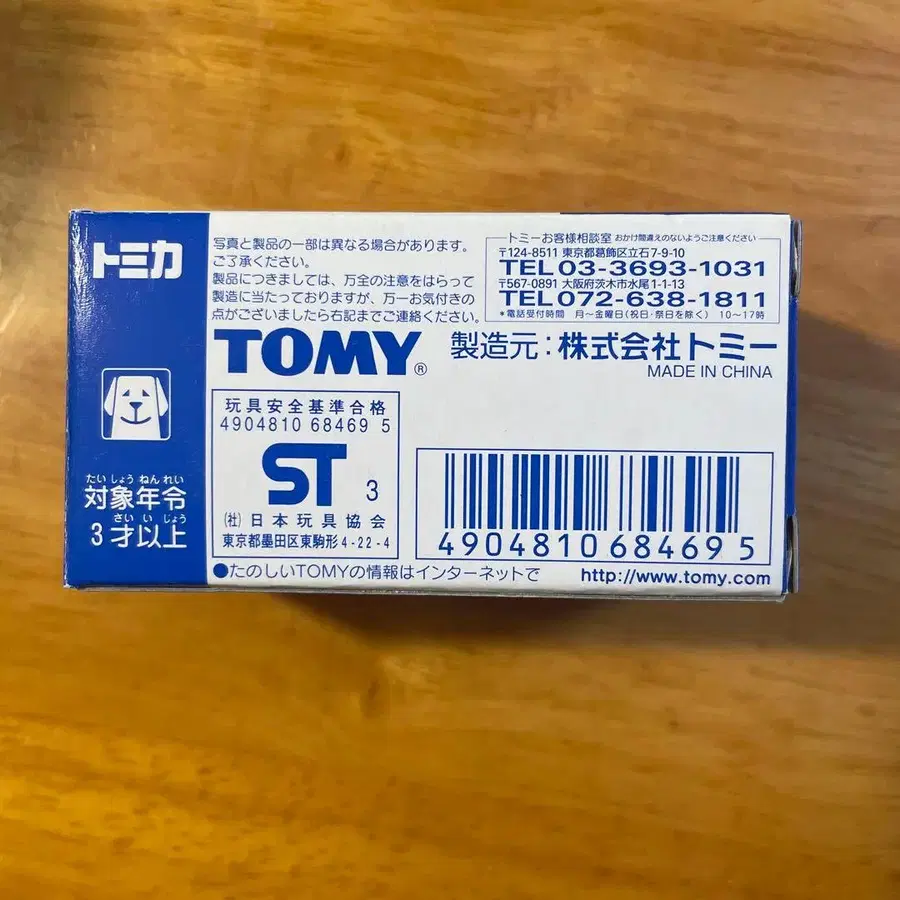 トミカ
たいしょうねんれい
対象年令
さいいじょう
3才以上
写真と製品の一部は異なる場合があります。
ご了承ください。
製品につきましては、万全の注意をはらって
製造に当たっておりますが、万一お気付きの
点がございましたら右記までご連絡ください。
トミーお客様相談室 おかけ間違えのないようご注意ください
〒124-8511 東京都葛飾区立石7-9-10
TEL 03-3693-1031
〒567-0891 大阪府茨木市水尾1-1-13
TEL 072-638-1811
*電話受付時間 月〜金曜日(祝日・祭日を除く) 10〜17時
TOMY®
製造元:株式会社トミー
MADE IN CHINA
玩具安全基準合格
4904810 68469 5
ST 3
(社)日本玩具協会
東京都墨田区東駒形4-22-4
4904810684695
●たのしいTOMYの情報はインターネットで http://www.tomy.com